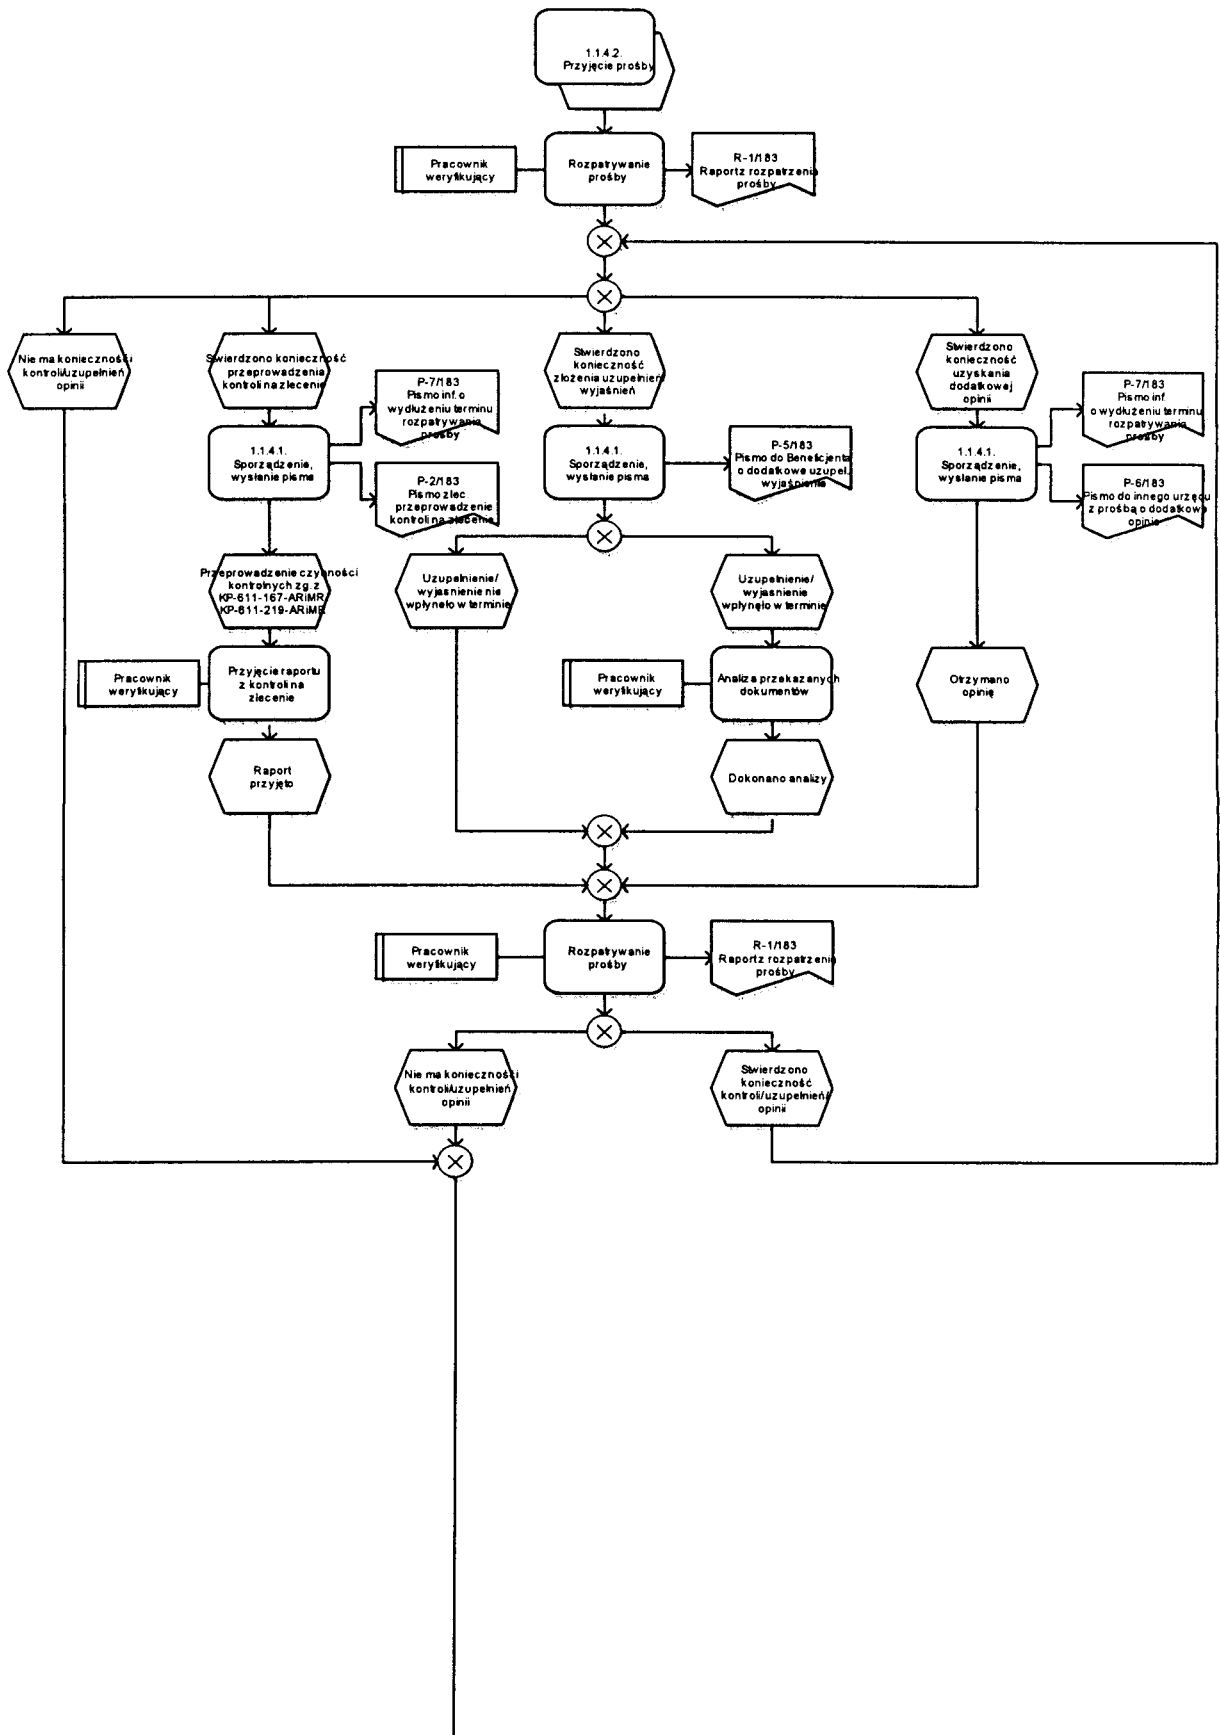 1.1.4.2.
Przyjęcie prośby
Pracownik
weryfikujący
Rozpatrywanie
prośby
R-1/183
Raport z rozpatrzenia
prośby
Nie ma konieczności
kontroli/uzupełnień
opinii
Stwierdzono konieczność
przeprowadzenia
kontroli na zlecenie
Stwierdzono
konieczność
złożenia uzupełnień
wyjaśnień
Stwierdzono
konieczność
uzyskania
dodatkowej
opinii
P-7/183
Pismo inf. o
wydłużeniu terminu
rozpatrywania
prośby
P-7/183
Pismo inf.
o wydłużeniu terminu
rozpatrywania
prośby
1.1.4.1.
Sporządzenie,
wysłanie pisma
P-2/183
Pismo zlec.
przeprowadzenie
kontroli na zlecenie
1.1.4.1.
Sporządzenie,
wysłanie pisma
P-5/183
Pismo do Beneficjenta
o dodatkowe uzupeł.
wyjaśnienia
1.1.4.1.
Sporządzenie,
wysłanie pisma
P-6/183
Pismo do innego urzędu
z prośbą o dodatkowe
opinie
Przeprowadzenie czynności
kontrolnych zg. z
KP-611-167-ARiMR
KP-611-219-ARiMR
Uzupełnienie/
wyjasnienie nie
wpłynęło w terminie
Uzupełnienie/
wyjasnienie
wpłynęło w terminie
Pracownik
weryfikujący
Przyjęcie raportu
z kontroli na
zlecenie
Pracownik
weryfikujący
Analiza przekazanych
dokumentów
Otrzymano
opinię
Raport
przyjęto
Dokonano analizy
Pracownik
weryfikujący
Rozpatrywanie
prośby
R-1/183
Raport z rozpatrzenia
prośby
Nie ma konieczności
kontroli/uzupełnień
opinii
Stwierdzono
konieczność
kontroli/uzupełnień/
opinii